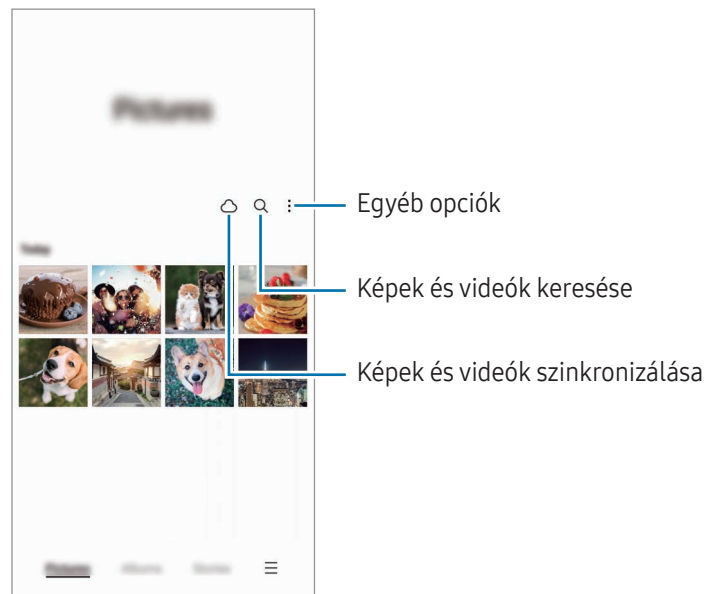 Pictures
Egyéb opciók
Today
Képek és videók keresése
Képek és videók szinkronizálása
Pictures
Albums
Stories